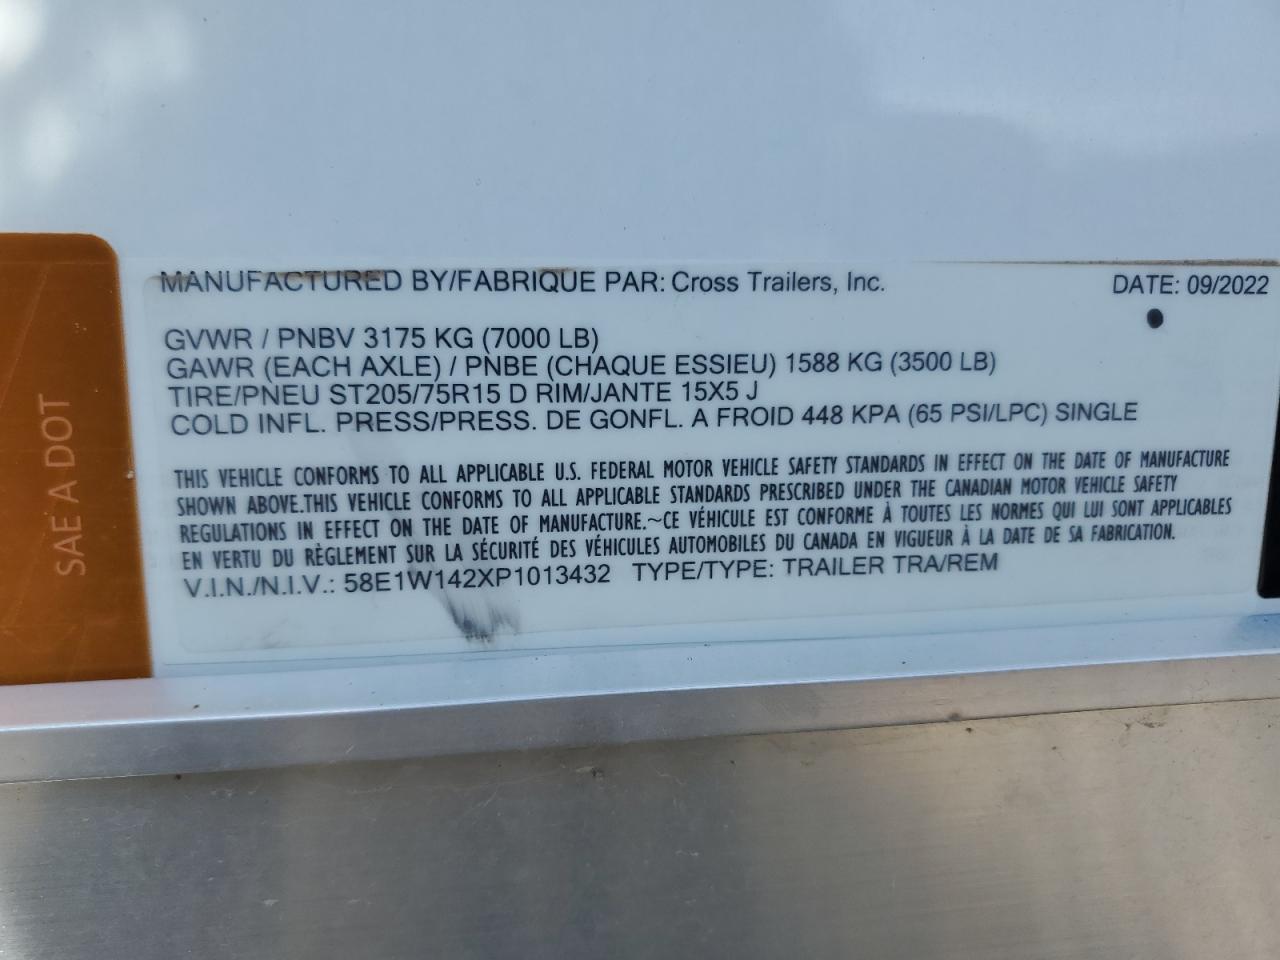 MANUFACTURED BY/FABRIQUE PAR: Cross Trailers, Inc. DATE: 09/2022
GVWR / PNBV 3175 KG (7000 LB)
GAWR (EACH AXLE) / PNBE (CHAQUE ESSIEU) 1588 KG (3500 LB)
TIRE/PNEU ST205/75R15 D RIM/JANTE 15X5 J
COLD INFL. PRESS/PRESS. DE GONFL. A FROID 448 KPA (65 PSI/LPC) SINGLE
THIS VEHICLE CONFORMS TO ALL APPLICABLE U.S. FEDERAL MOTOR VEHICLE SAFETY STANDARDS IN EFFECT ON THE DATE OF MANUFACTURE
SHOWN ABOVE.THIS VEHICLE CONFORMS TO ALL APPLICABLE STANDARDS PRESCRIBED UNDER THE CANADIAN MOTOR VEHICLE SAFETY
REGULATIONS IN EFFECT ON THE DATE OF MANUFACTURE.~CE VÉHICULE EST CONFORME À TOUTES LES NORMES QUI LUI SONT APPLICABLES
EN VERTU DU RÈGLEMENT SUR LA SÉCURITÉ DES VÉHICULES AUTOMOBILES DU CANADA EN VIGUEUR À LA DATE DE SA FABRICATION.
V.I.N./N.I.V.: 58E1W142XP1013432 TYPE/TYPE: TRAILER TRA/REM
SAE A DOT